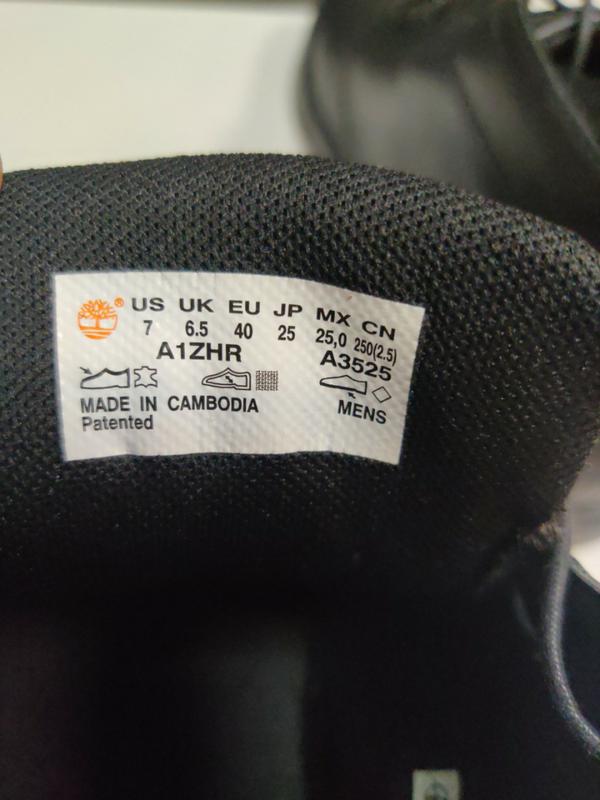 ® US UK EU JP MX CN
7 6.5 40 25 25,0 250(2.5)
A1ZHR A3525
MADE IN CAMBODIA MENS
Patented